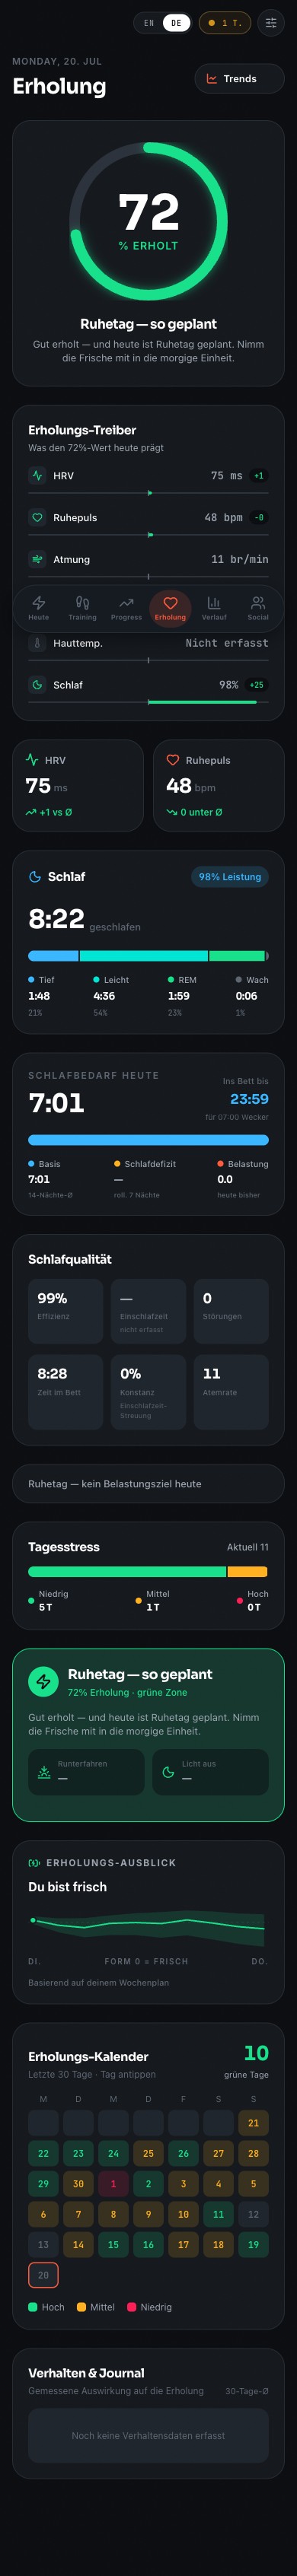 EN DE 1 T.
MONDAY, 20. JUL
Erholung
Trends
72
% ERHOLT
Ruhetag — so geplant
Gut erholt — und heute ist Ruhetag geplant. Nimm
die Frische mit in die morgige Einheit.
Erholungs-Treiber
Was den 72%-Wert heute prägt
HRV 75 ms +1
Ruhepuls 48 bpm -0
Atmung 11 br/min
Heute Training Progress Erholung Verlauf Social
Hauttemp. Nicht erfasst
Schlaf 98% +25
HRV
75 ms
+1 vs Ø
Ruhepuls
48 bpm
0 unter Ø
Schlaf 98% Leistung
8:22 geschlafen
Tief Leicht REM Wach
1:48 4:36 1:59 0:06
21% 54% 23% 1%
SCHLAFBEDARF HEUTE Ins Bett bis
7:01 23:59
für 07:00 Wecker
Basis Schlafdefizit Belastung
7:01 — 0.0
14-Nächte-Ø roll. 7 Nächte heute bisher
Schlafqualität
99% — 0
Effizienz Einschlafzeit Störungen
nicht erfasst
8:28 0% 11
Zeit im Bett Konstanz Atemrate
Einschlafzeit-
Streuung
Ruhetag — kein Belastungsziel heute
Tagesstress Aktuell 11
Niedrig Mittel Hoch
5T 1T 0T
Ruhetag — so geplant
72% Erholung · grüne Zone
Gut erholt — und heute ist Ruhetag geplant. Nimm
die Frische mit in die morgige Einheit.
Runterfahren
—
Licht aus
—
ERHOLUNGS-AUSBLICK
Du bist frisch
DI. FORM 0 = FRISCH DO.
Basierend auf deinem Wochenplan
Erholungs-Kalender 10
Letzte 30 Tage · Tag antippen grüne Tage
M D M D F S S
21
22 23 24 25 26 27 28
29 30 1 2 3 4 5
6 7 8 9 10 11 12
13 14 15 16 17 18 19
20
Hoch Mittel Niedrig
Verhalten & Journal
Gemessene Auswirkung auf die Erholung 30-Tage-Ø
Noch keine Verhaltensdaten erfasst